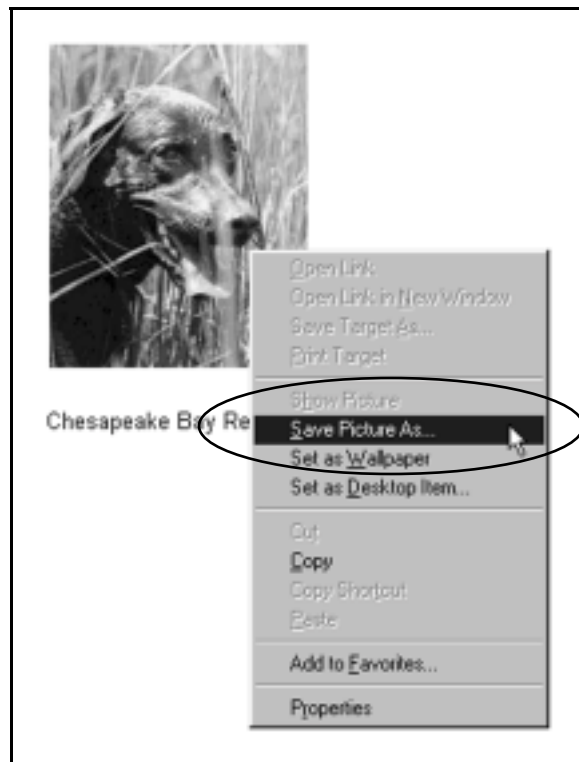 Open Link
Open Link in New Window
Save Target As...
Print Target
Show Picture
Chesapeake Bay Re
Save Picture As...
Set as Wallpaper
Set as Desktop Item...
Cut
Copy
Copy Shortcut
Paste
Add to Favorites...
Properties